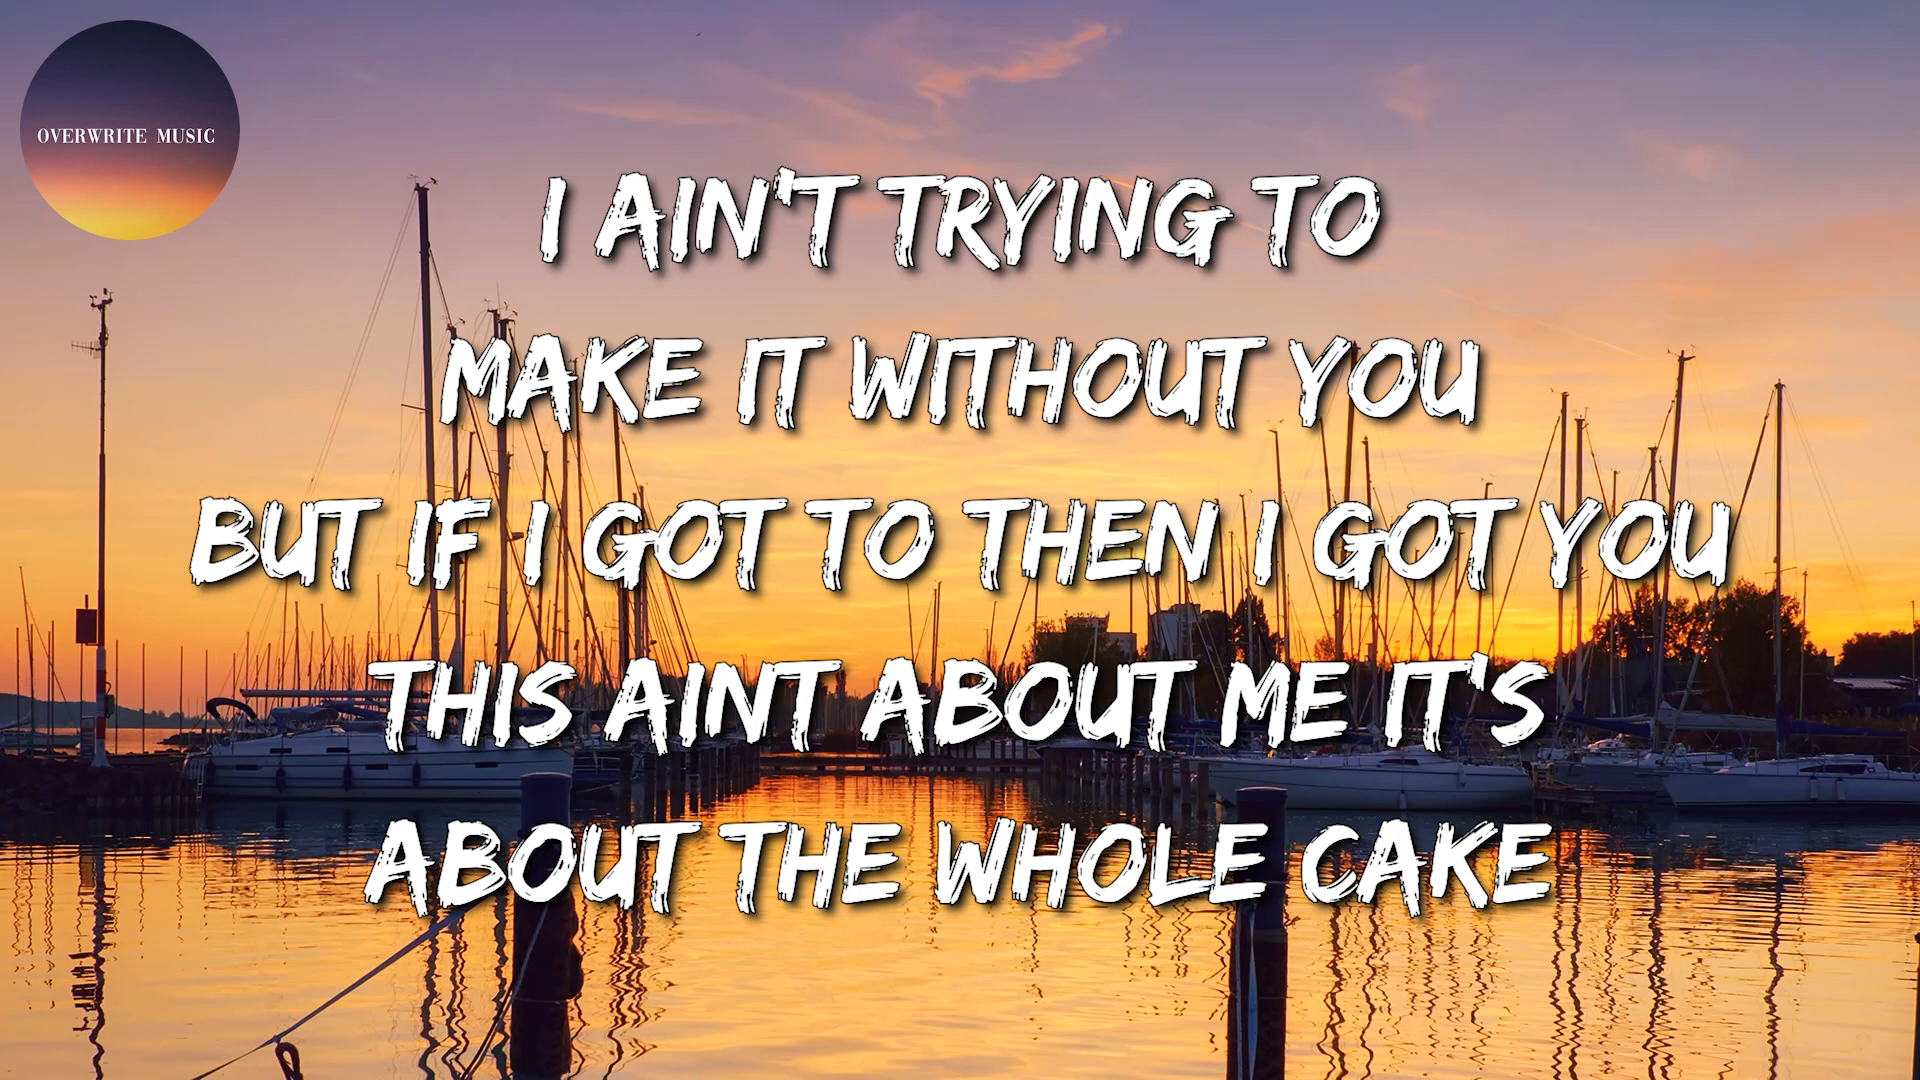 OVERWRITE MUSIC
I AIN'T TRYING TO
MAKE IT WITHOUT YOU
BUT IF I GOT TO THEN I GOT YOU
THIS AINT ABOUT ME IT'S
ABOUT THE WHOLE CAKE